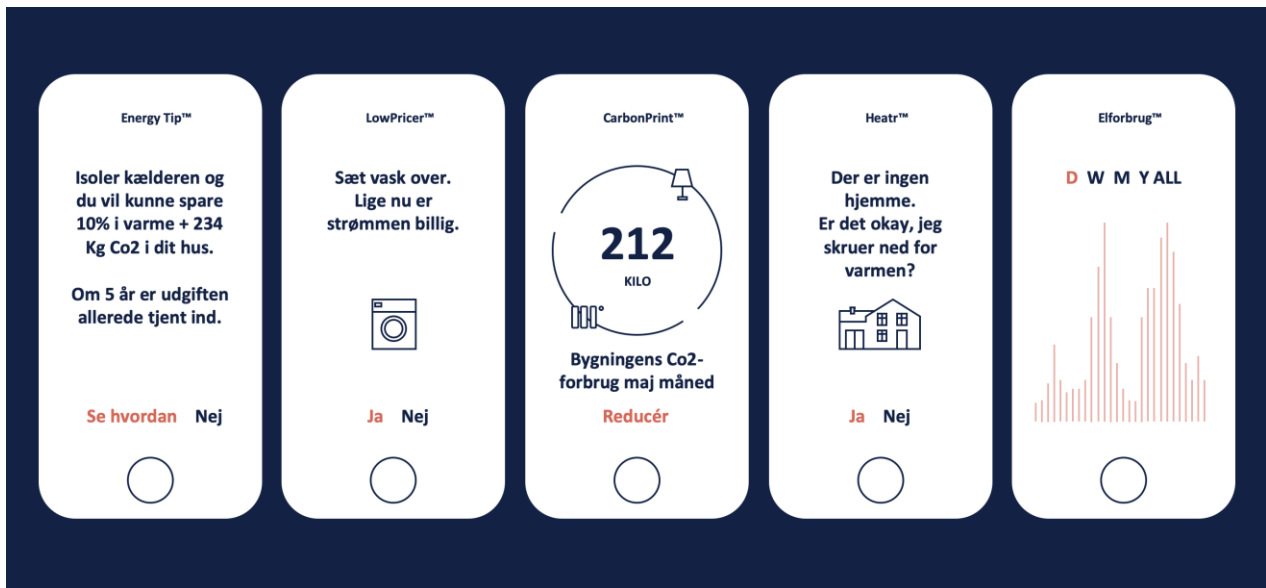 Energy Tip™
Isoler kælderen og
du vil kunne spare
10% i varme + 234
Kg Co2 i dit hus.
Om 5 år er udgiften
allerede tjent ind.
Se hvordan Nej
LowPricer™
Sæt vask over.
Lige nu er
strømmen billig.
Ja Nej
CarbonPrint™
212
KILO
Bygningens Co2-
forbrug maj måned
Reducér
Heatr™
Der er ingen
hjemme.
Er det okay, jeg
skruer ned for
varmen?
Ja Nej
Elforbrug™
D W M Y ALL